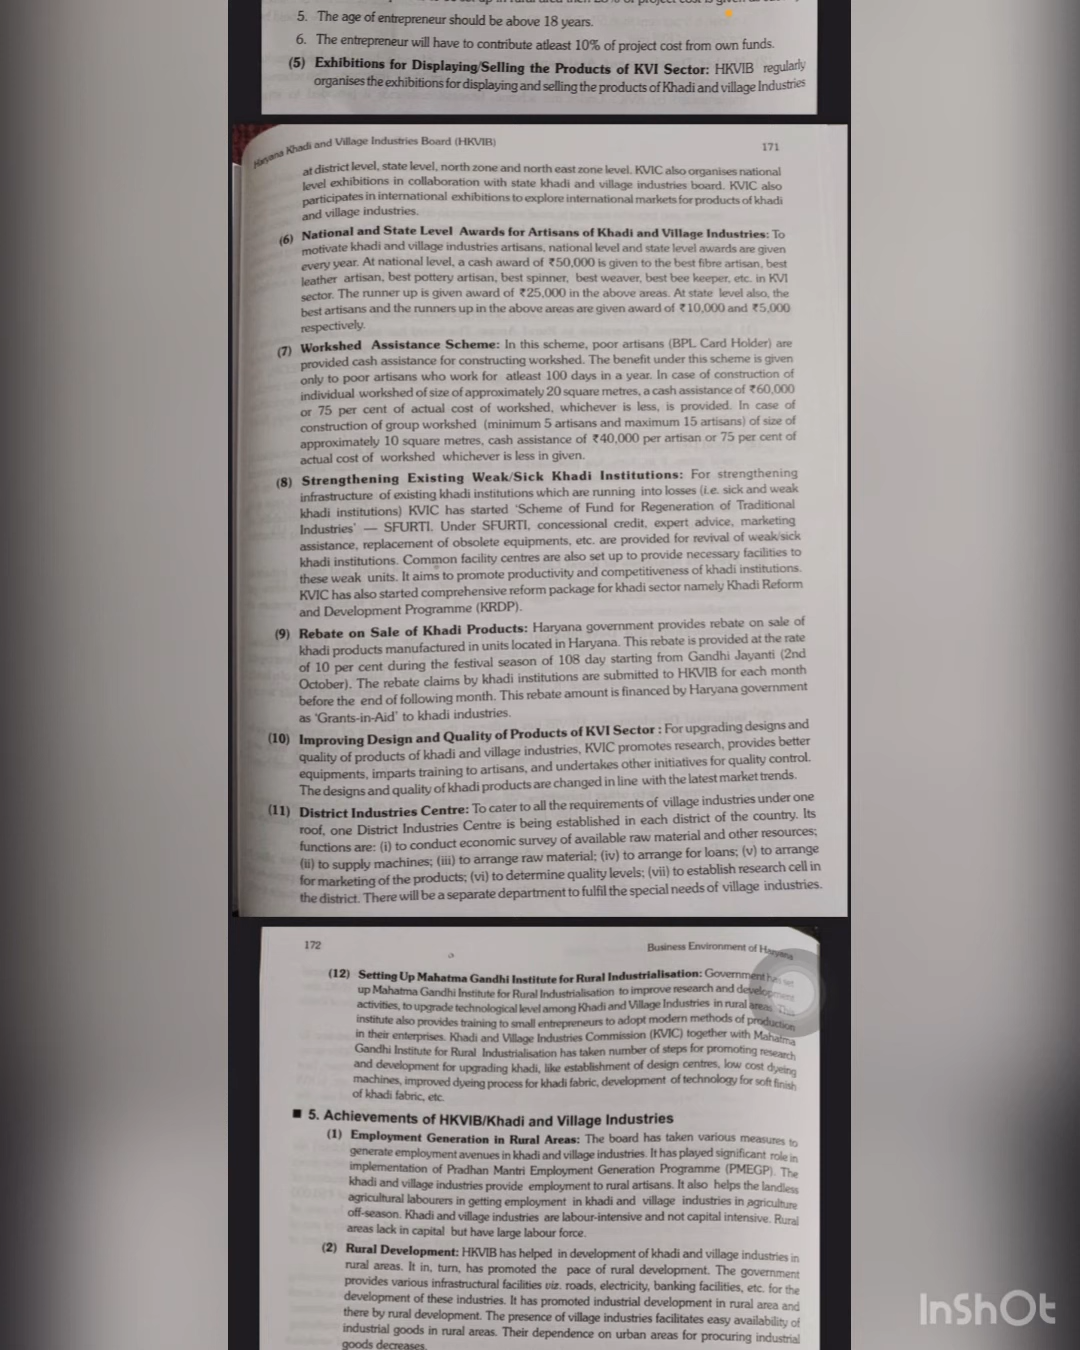 5. The age of entrepreneur should be above 18 years.
6. The entrepreneur will have to contribute atleast 10% of project cost from own funds.
(5) Exhibitions for Displaying/Selling the Products of KVI Sector: HKVIB regularly
organises the exhibitions for displaying and selling the products of Khadi and village Industries
Haryana Khadi and Village Industries Board (HKVIB) 171
at district level, state level, north zone and north east zone level. KVIC also organises national
level exhibitions in collaboration with state khadi and village industries board. KVIC also
participates in international exhibitions to explore international markets for products of khadi
and village industries.
(6) National and State Level Awards for Artisans of Khadi and Village Industries: To
motivate khadi and village industries artisans, national level and state level awards are given
every year. At national level, a cash award of ₹50,000 is given to the best fibre artisan, best
leather artisan, best pottery artisan, best spinner, best weaver, best bee keeper, etc. in KVI
sector. The runner up is given award of ₹25,000 in the above areas. At state level also, the
best artisans and the runners up in the above areas are given award of ₹10,000 and ₹5,000
respectively.
(7) Workshed Assistance Scheme: In this scheme, poor artisans (BPL Card Holder) are
provided cash assistance for constructing workshed. The benefit under this scheme is given
only to poor artisans who work for atleast 100 days in a year. In case of construction of
individual workshed of size of approximately 20 square metres, a cash assistance of ₹60,000
or 75 per cent of actual cost of workshed, whichever is less, is provided. In case of
construction of group workshed (minimum 5 artisans and maximum 15 artisans) of size of
approximately 10 square metres, cash assistance of ₹40,000 per artisan or 75 per cent of
actual cost of workshed whichever is less in given.
(8) Strengthening Existing Weak/Sick Khadi Institutions: For strengthening
infrastructure of existing khadi institutions which are running into losses (i.e. sick and weak
khadi institutions) KVIC has started 'Scheme of Fund for Regeneration of Traditional
Industries' — SFURTI. Under SFURTI, concessional credit, expert advice, marketing
assistance, replacement of obsolete equipments, etc. are provided for revival of weak/sick
khadi institutions. Common facility centres are also set up to provide necessary facilities to
these weak units. It aims to promote productivity and competitiveness of khadi institutions.
KVIC has also started comprehensive reform package for khadi sector namely Khadi Reform
and Development Programme (KRDP).
(9) Rebate on Sale of Khadi Products: Haryana government provides rebate on sale of
khadi products manufactured in units located in Haryana. This rebate is provided at the rate
of 10 per cent during the festival season of 108 day starting from Gandhi Jayanti (2nd
October). The rebate claims by khadi institutions are submitted to HKVIB for each month
before the end of following month. This rebate amount is financed by Haryana government
as 'Grants-in-Aid' to khadi industries.
(10) Improving Design and Quality of Products of KVI Sector : For upgrading designs and
quality of products of khadi and village industries, KVIC promotes research, provides better
equipments, imparts training to artisans, and undertakes other initiatives for quality control.
The designs and quality of khadi products are changed in line with the latest market trends.
(11) District Industries Centre: To cater to all the requirements of village industries under one
roof, one District Industries Centre is being established in each district of the country. Its
functions are: (i) to conduct economic survey of available raw material and other resources;
(ii) to supply machines; (iii) to arrange raw material; (iv) to arrange for loans; (v) to arrange
for marketing of the products; (vi) to determine quality levels; (vii) to establish research cell in
the district. There will be a separate department to fulfil the special needs of village industries.
172 Business Environment of Haryana
(12) Setting Up Mahatma Gandhi Institute for Rural Industrialisation: Government has set
up Mahatma Gandhi Institute for Rural Industrialisation to improve research and development
activities, to upgrade technological level among Khadi and Village Industries in rural areas. This
institute also provides training to small entrepreneurs to adopt modern methods of production
in their enterprises. Khadi and Village Industries Commission (KVIC) together with Mahatma
Gandhi Institute for Rural Industrialisation has taken number of steps for promoting research
and development for upgrading khadi, like establishment of design centres, low cost dyeing
machines, improved dyeing process for khadi fabric, development of technology for soft finish
of khadi fabric, etc.
■ 5. Achievements of HKVIB/Khadi and Village Industries
(1) Employment Generation in Rural Areas: The board has taken various measures to
generate employment avenues in khadi and village industries. It has played significant role in
implementation of Pradhan Mantri Employment Generation Programme (PMEGP). The
khadi and village industries provide employment to rural artisans. It also helps the landless
agricultural labourers in getting employment in khadi and village industries in agriculture
off-season. Khadi and village industries are labour-intensive and not capital intensive. Rural
areas lack in capital but have large labour force.
(2) Rural Development: HKVIB has helped in development of khadi and village industries in
rural areas. It in, turn, has promoted the pace of rural development. The government
provides various infrastructural facilities viz. roads, electricity, banking facilities, etc. for the
development of these industries. It has promoted industrial development in rural area and
there by rural development. The presence of village industries facilitates easy availability of
industrial goods in rural areas. Their dependence on urban areas for procuring industrial
goods decreases.
InShOt